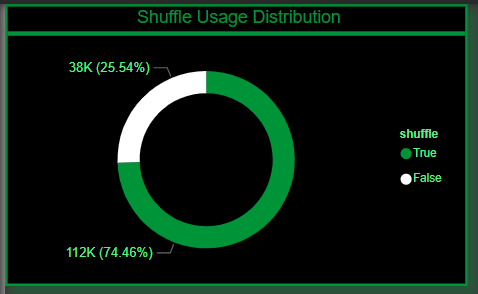 Shuffle Usage Distribution
38K (25.54%)
shuffle
True
False
112K (74.46%)